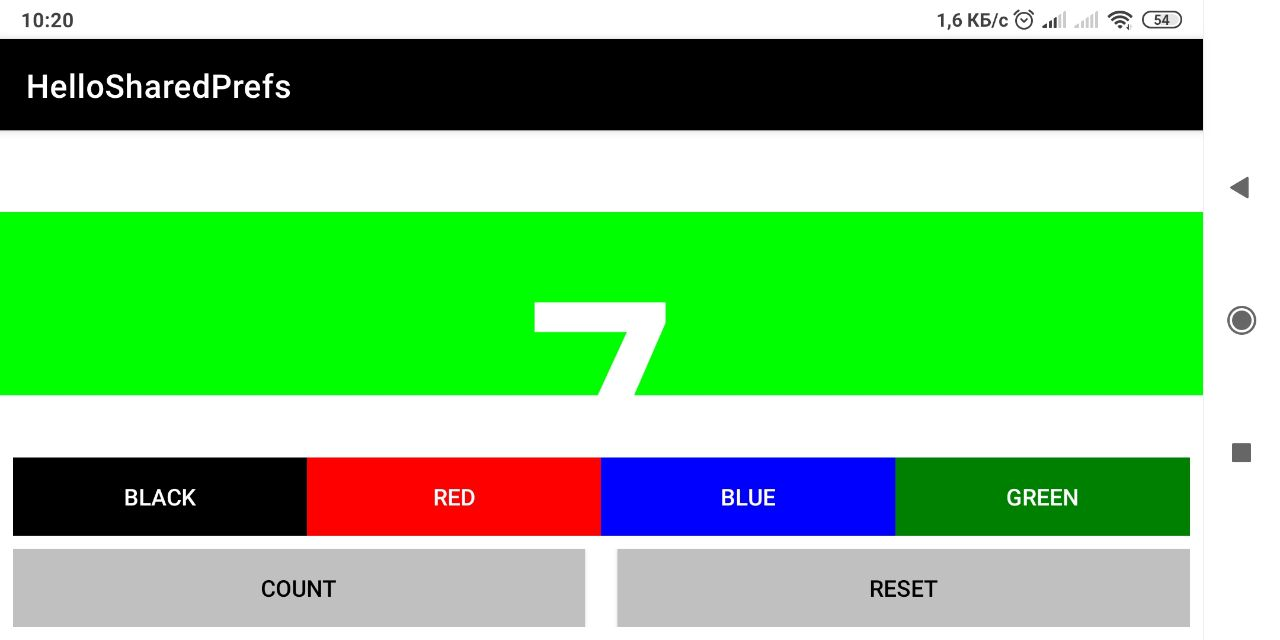 10:20 1,6 КБ/с 54
HelloSharedPrefs
7
BLACK RED BLUE GREEN
COUNT RESET